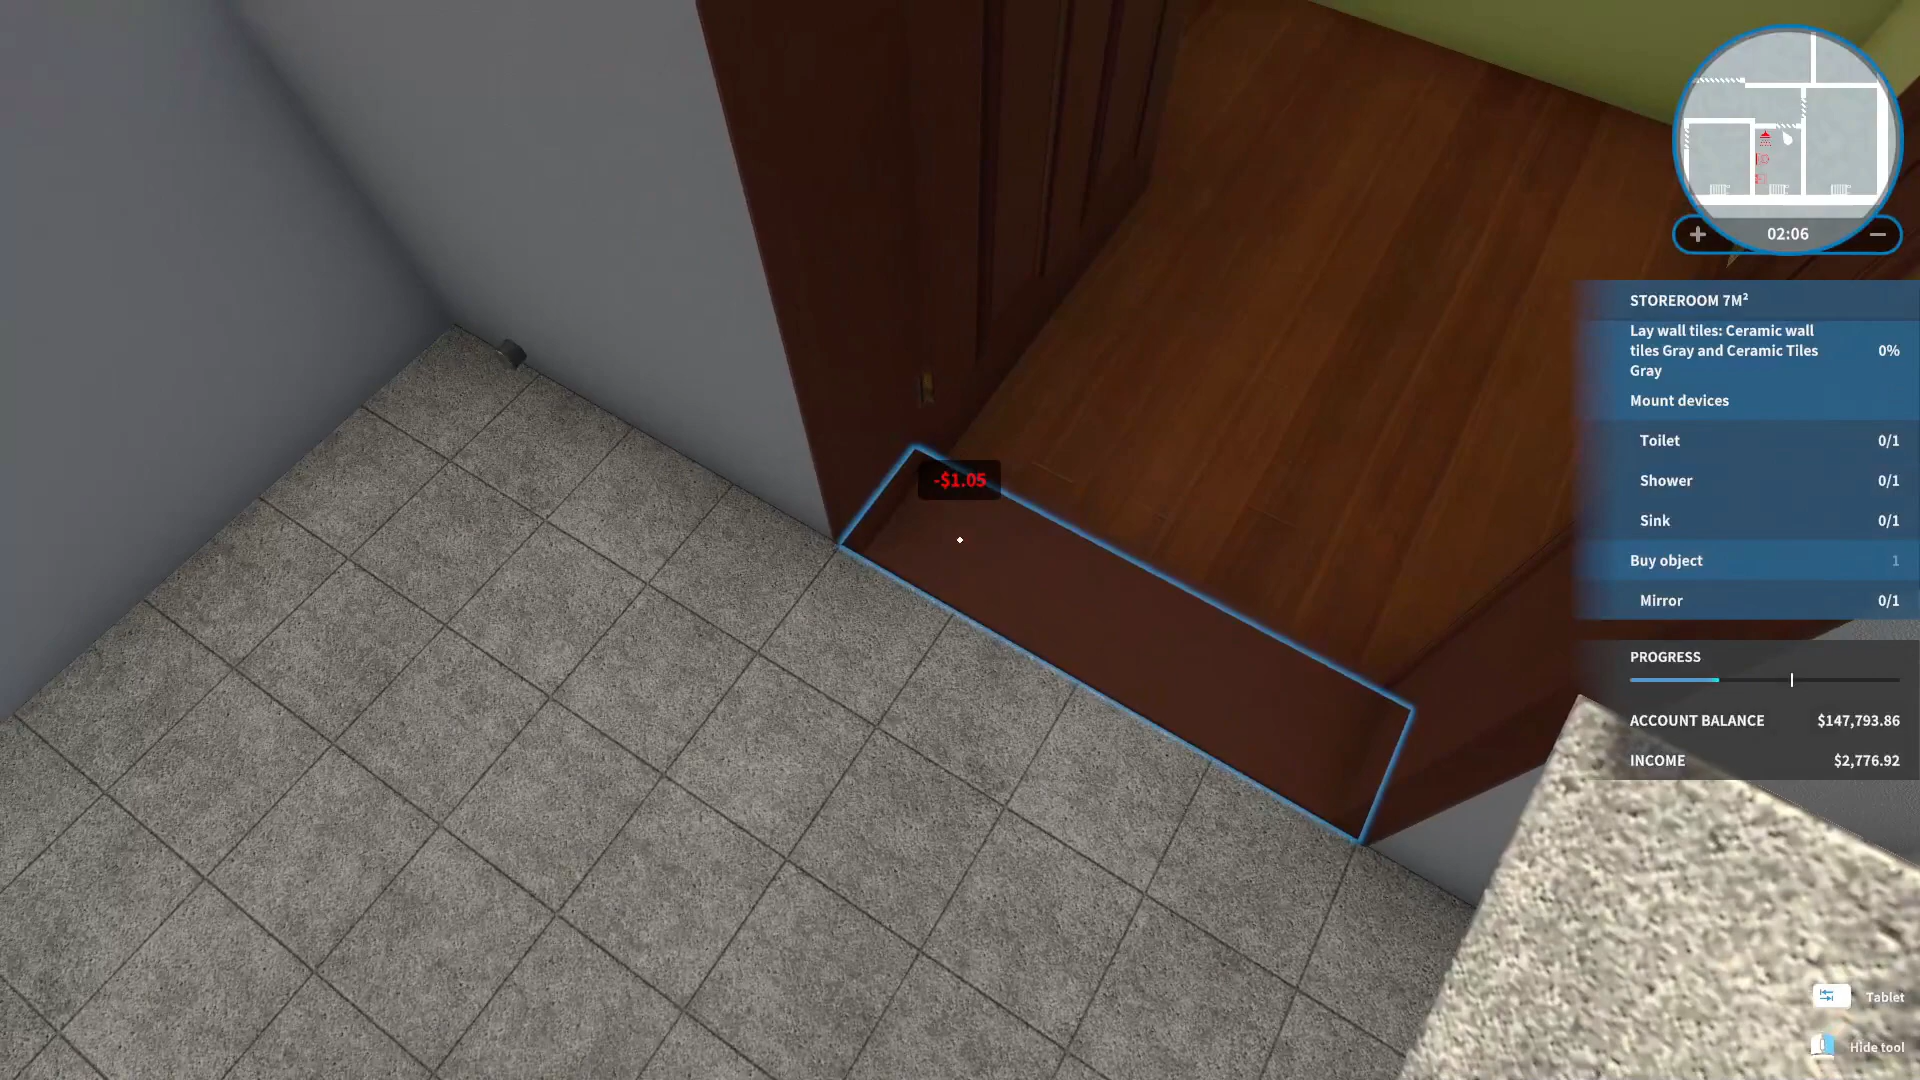 02:06
STOREROOM 7M²
Lay wall tiles: Ceramic wall
tiles Gray and Ceramic Tiles
Gray
0%
Mount devices
Toilet 0/1
Shower 0/1
Sink 0/1
Buy object 1
Mirror 0/1
-$1.05
PROGRESS
ACCOUNT BALANCE $147,793.86
INCOME $2,776.92
Tablet
Hide tool